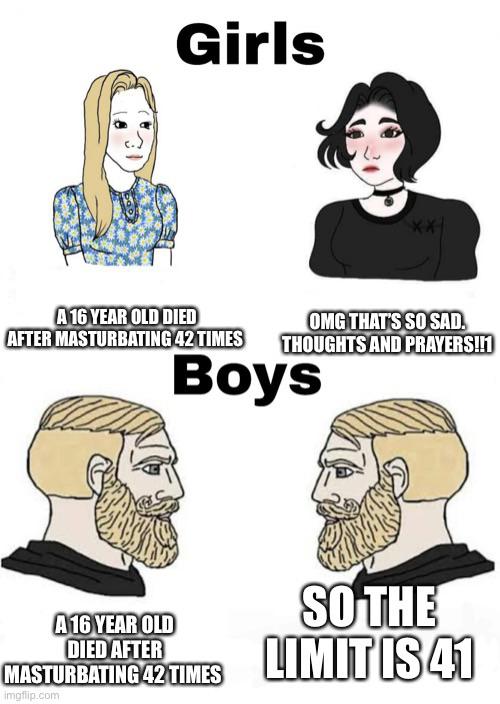 Girls
A 16 YEAR OLD DIED
AFTER MASTURBATING 42 TIMES
OMG THAT'S SO SAD.
THOUGHTS AND PRAYERS!!1
Boys
A 16 YEAR OLD
DIED AFTER
MASTURBATING 42 TIMES
SO THE
LIMIT IS 41
imgflip.com